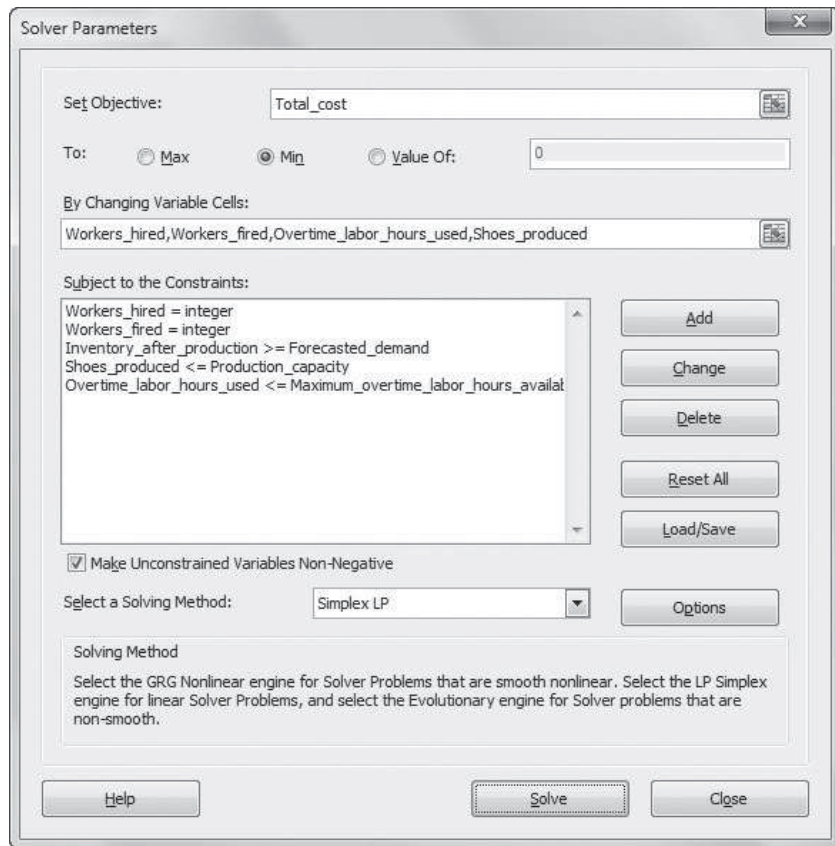 Solver Parameters
X
Set Objective:
Total_cost
To:
Max
Min
Value Of:
0
By Changing Variable Cells:
Workers_hired,Workers_fired,Overtime_labor_hours_used,Shoes_produced
Subject to the Constraints:
Workers_hired = integer
Workers_fired = integer
Inventory_after_production >= Forecasted_demand
Shoes_produced <= Production_capacity
Overtime_labor_hours_used <= Maximum_overtime_labor_hours_availab
Add
Change
Delete
Reset All
Load/Save
Make Unconstrained Variables Non-Negative
Select a Solving Method:
Simplex LP
Options
Solving Method
Select the GRG Nonlinear engine for Solver Problems that are smooth nonlinear. Select the LP Simplex
engine for linear Solver Problems, and select the Evolutionary engine for Solver problems that are
non-smooth.
Help
Solve
Close